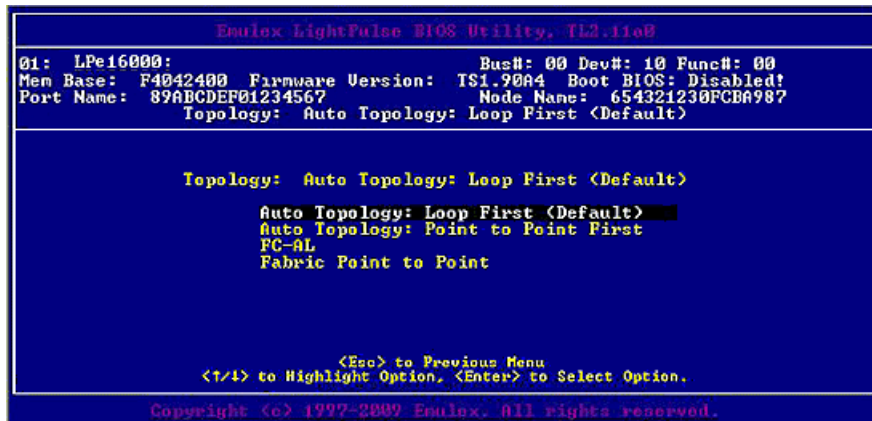 Emulex LightPulse BIOS Utility, TL2.11a0
01: LPe16000: Bus#: 00 Dev#: 10 Func#: 00
Mem Base: F4042400 Firmware Version: TS1.90A4 Boot BIOS: Disabled!
Port Name: 89ABCDEF01234567 Node Name: 654321230FCBA987
Topology: Auto Topology: Loop First (Default)
Topology: Auto Topology: Loop First (Default)
Auto Topology: Loop First (Default)
Auto Topology: Point to Point First
FC-AL
Fabric Point to Point
<Esc> to Previous Menu
<↑/↓> to Highlight Option, <Enter> to Select Option.
Copyright (c) 1997-2009 Emulex. All rights reserved.